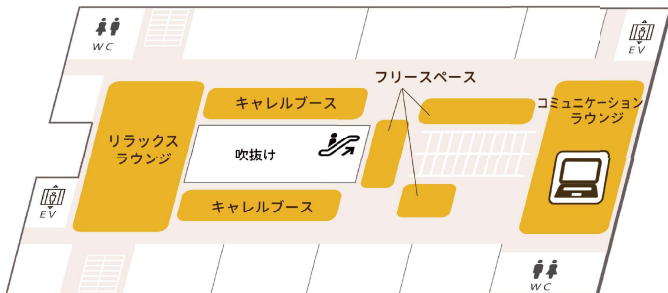 WC
EV
フリースペース
キャレルブース
コミュニケーション
ラウンジ
リラックス
ラウンジ
吹抜け
EV
キャレルブース
WC